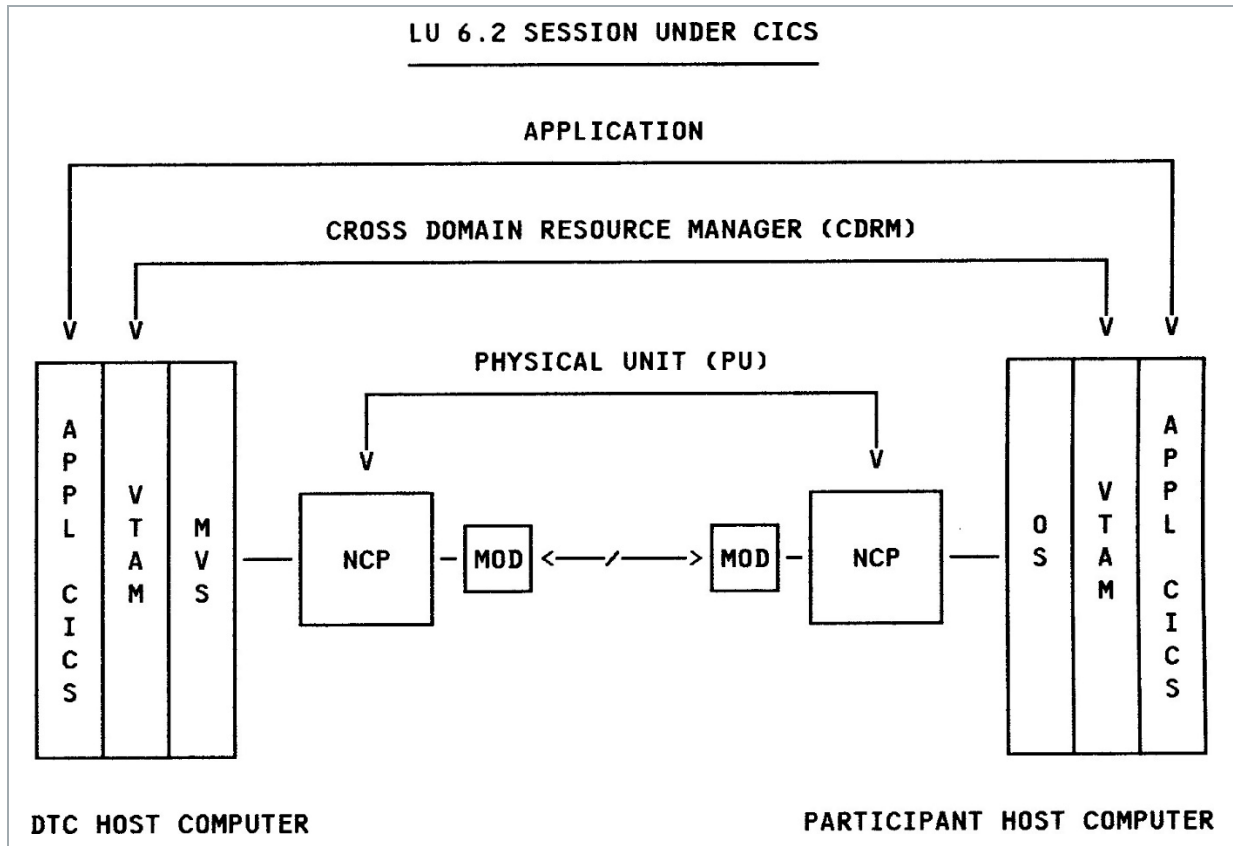 LU 6.2 SESSION UNDER CICS
APPLICATION
CROSS DOMAIN RESOURCE MANAGER (CDRM)
PHYSICAL UNIT (PU)
APPL CICS
VTAM
MVS
NCP
MOD
MOD
NCP
OS
VTAM
APPL CICS
DTC HOST COMPUTER
PARTICIPANT HOST COMPUTER